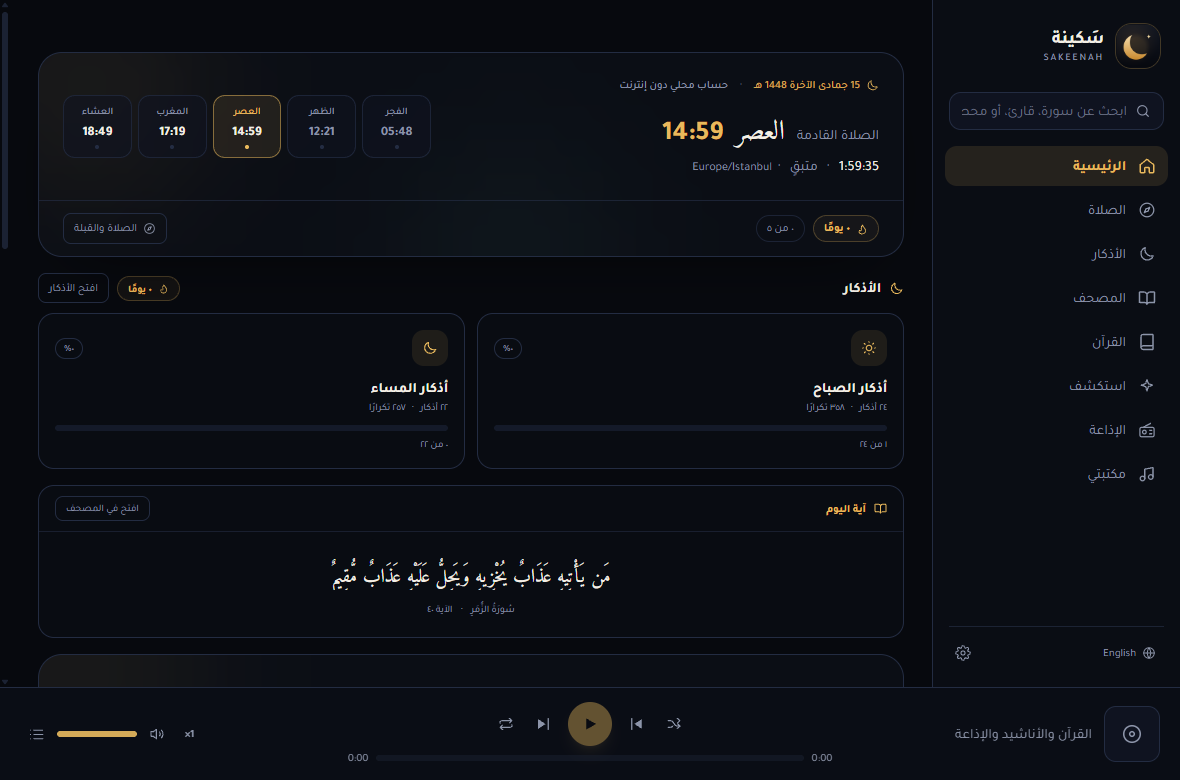 سَكينة
SAKEENAH
ابحث عن سورة، قارئ، أو محد
الرئيسية
الصلاة
الأذكار
المصحف
القرآن
استكشف
الإذاعة
مكتبتي
English
15 جمادى الآخرة 1448 هـ · حساب محلي دون إنترنت
الصلاة القادمة العصر 14:59
1:59:35 · متبقٍ · Europe/Istanbul
الفجر
05:48
الظهر
12:21
العصر
14:59
المغرب
17:19
العشاء
18:49
٠ يومًا
٠ من ٥
الصلاة والقبلة
الأذكار
٠ يومًا
افتح الأذكار
٠%
أذكار الصباح
٢٤ أذكار · ٣٥٨ تكرارًا
١ من ٢٤
٠%
أذكار المساء
٢٢ أذكار · ٢٥٧ تكرارًا
٠ من ٢٢
آية اليوم
افتح في المصحف
مَن يَأْتِيهِ عَذَابٌ يُخْزِيهِ وَيَحِلُّ عَلَيْهِ عَذَابٌ مُّقِيمٌ
سُورَةُ الزُّمَرِ · الآية ٤٠
القرآن والأناشيد والإذاعة
0:00
0:00
x1